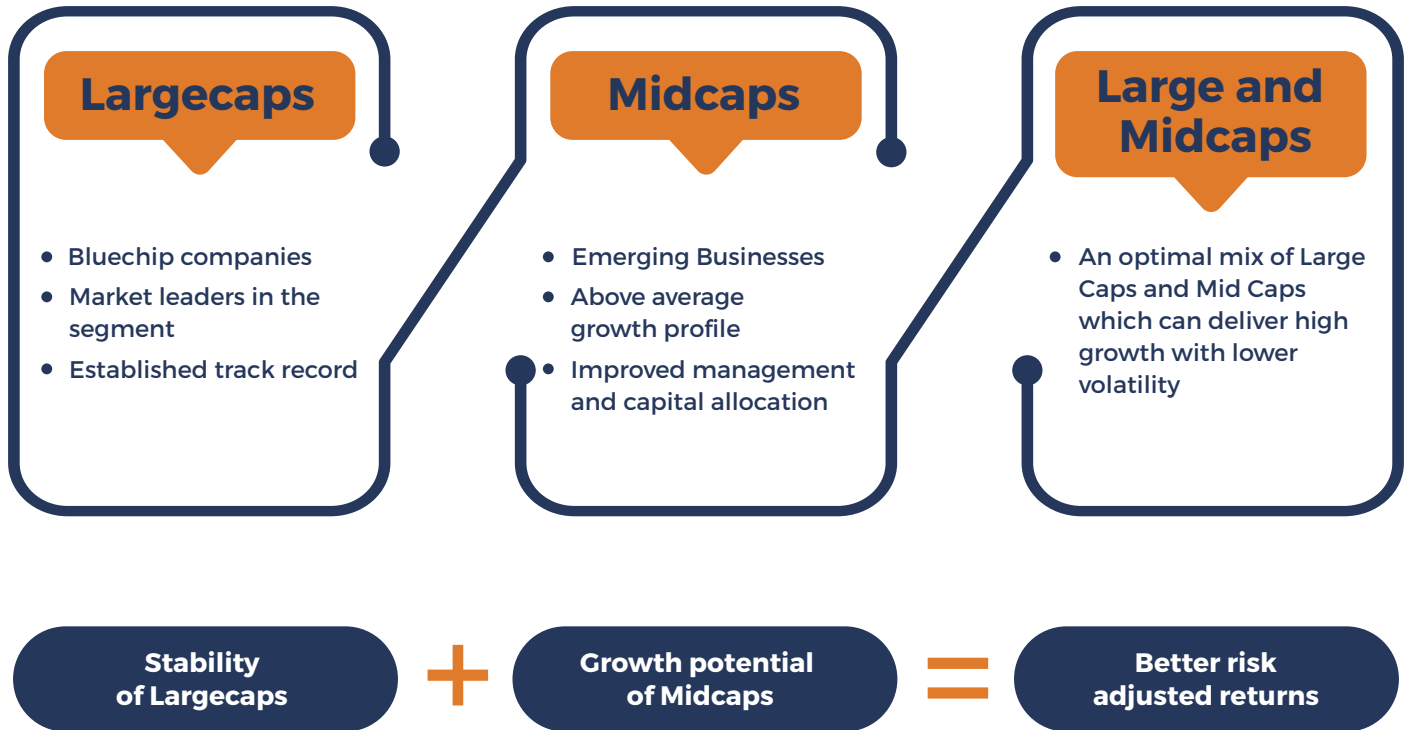 Largecaps
Bluechip companies
Market leaders in the
segment
Established track record
Midcaps
Emerging Businesses
Above average
growth profile
Improved management
and capital allocation
Large and
Midcaps
An optimal mix of Large
Caps and Mid Caps
which can deliver high
growth with lower
volatility
Stability
of Largecaps
+
Growth potential
of Midcaps
=
Better risk
adjusted returns